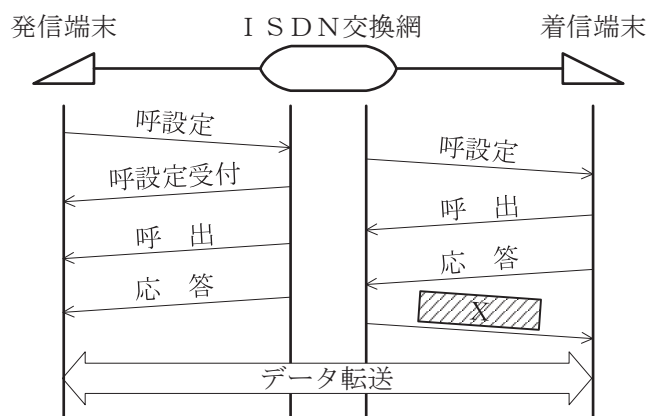 発信端末 ＩＳＤＮ交換網 着信端末
呼設定
呼設定
呼設定受付
呼 出
呼 出
応 答
応 答
X
データ転送